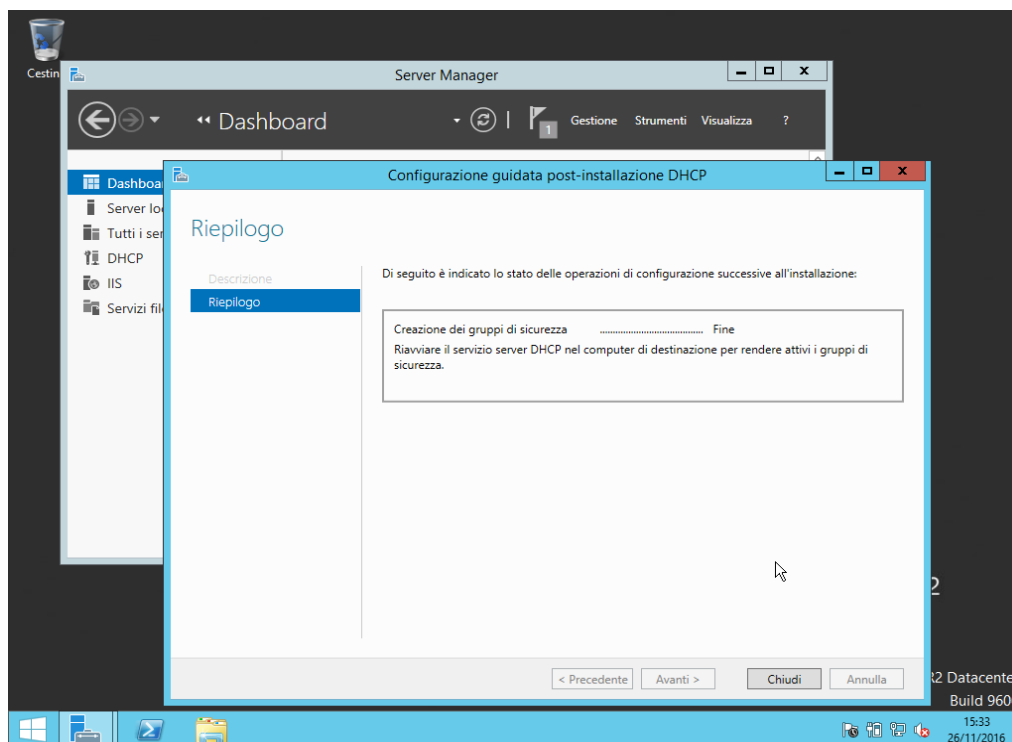 Cestin
Server Manager
Dashboard
1
Gestione Strumenti Visualizza ?
Configurazione guidata post-installazione DHCP
Dashboa
Server lo
Tutti i ser
DHCP
IIS
Servizi file
Riepilogo
Descrizione
Riepilogo
Di seguito è indicato lo stato delle operazioni di configurazione successive all'installazione:
Creazione dei gruppi di sicurezza ..................................... Fine
Riavviare il servizio server DHCP nel computer di destinazione per rendere attivi i gruppi di
sicurezza.
< Precedente Avanti > Chiudi Annulla
2
R2 Datacente
Build 960
15:33
26/11/2016